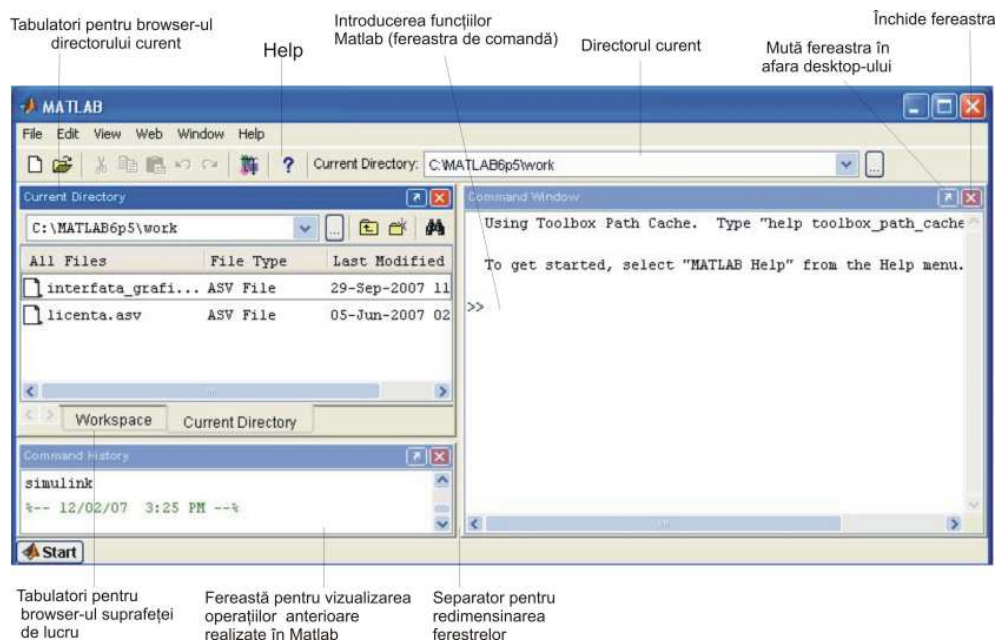 Tabulatori pentru browser-ul
directorului curent
Help
Introducerea funcțiilor
Matlab (fereastra de comandă)
Directorul curent
Mută fereastra în
afara desktop-ului
Închide fereastra
MATLAB
File Edit View Web Window Help
? Current Directory: C:\MATLAB6p5\work ...
Current Directory
C:\MATLAB6p5\work ...
All Files File Type Last Modified
interfata_grafi... ASV File 29-Sep-2007 11
licenta.asv ASV File 05-Jun-2007 02
Workspace Current Directory
Command History
simulink
%-- 12/02/07 3:25 PM --%
Command Window
Using Toolbox Path Cache. Type "help toolbox_path_cache
To get started, select "MATLAB Help" from the Help menu.
>>
Start
Tabulatori pentru
browser-ul suprafeței
de lucru
Fereastă pentru vizualizarea
operațiilor anterioare
realizate în Matlab
Separator pentru
redimensinarea
ferestrelor